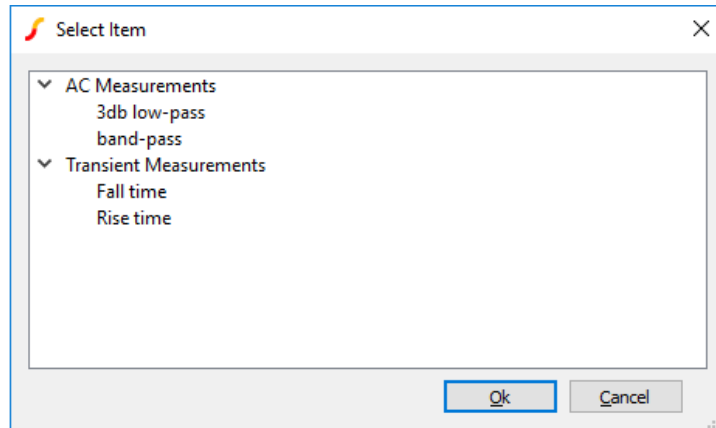 Select Item
AC Measurements
3db low-pass
band-pass
Transient Measurements
Fall time
Rise time
Ok
Cancel